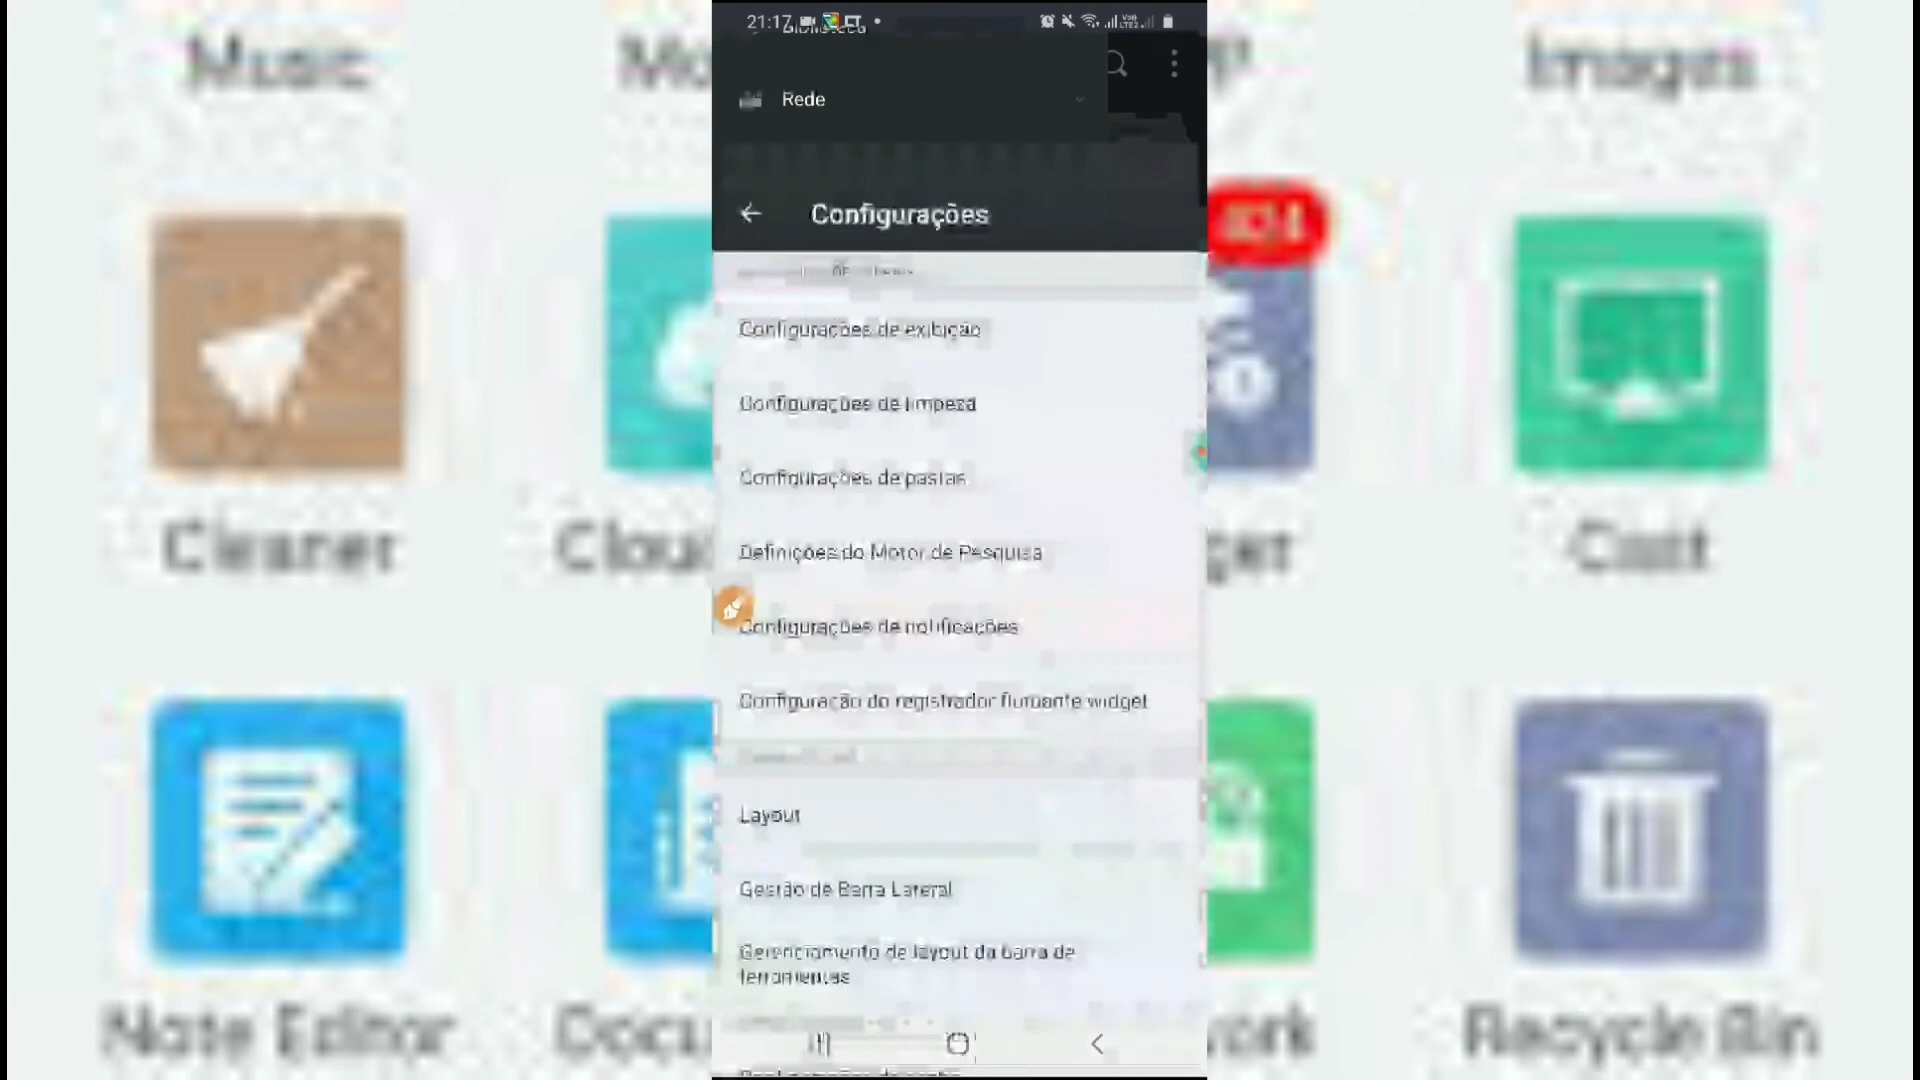 Music
Images
21:17
Biblioteca
Rede
Configurações
Configurações de exibição
Configurações de limpeza
Configurações de pastas
Definições do Motor de Pesquisa
Configurações de notificações
Configuração do registrador flutuante widget
Layout
Gestão de Barra Lateral
Gerenciamento de layout da barra de
ferramentas
Cleaner
Cast
Note Editor
Recycle Bin